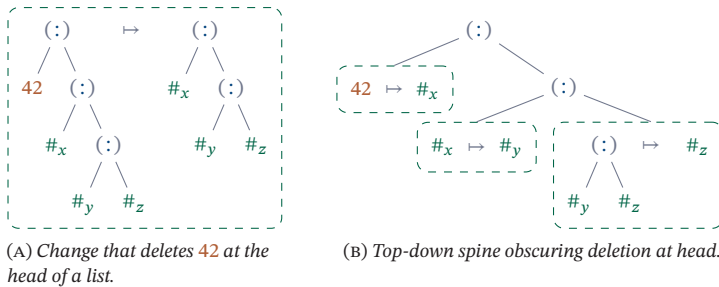 (:) ↦ (:) (:)
42 (:) #x (:) 42 ↦ #x (:)
#x (:) #y #z #x ↦ #y (:) ↦ #z
#y #z #y #z
(A) Change that deletes 42 at the
head of a list.
(B) Top-down spine obscuring deletion at head.